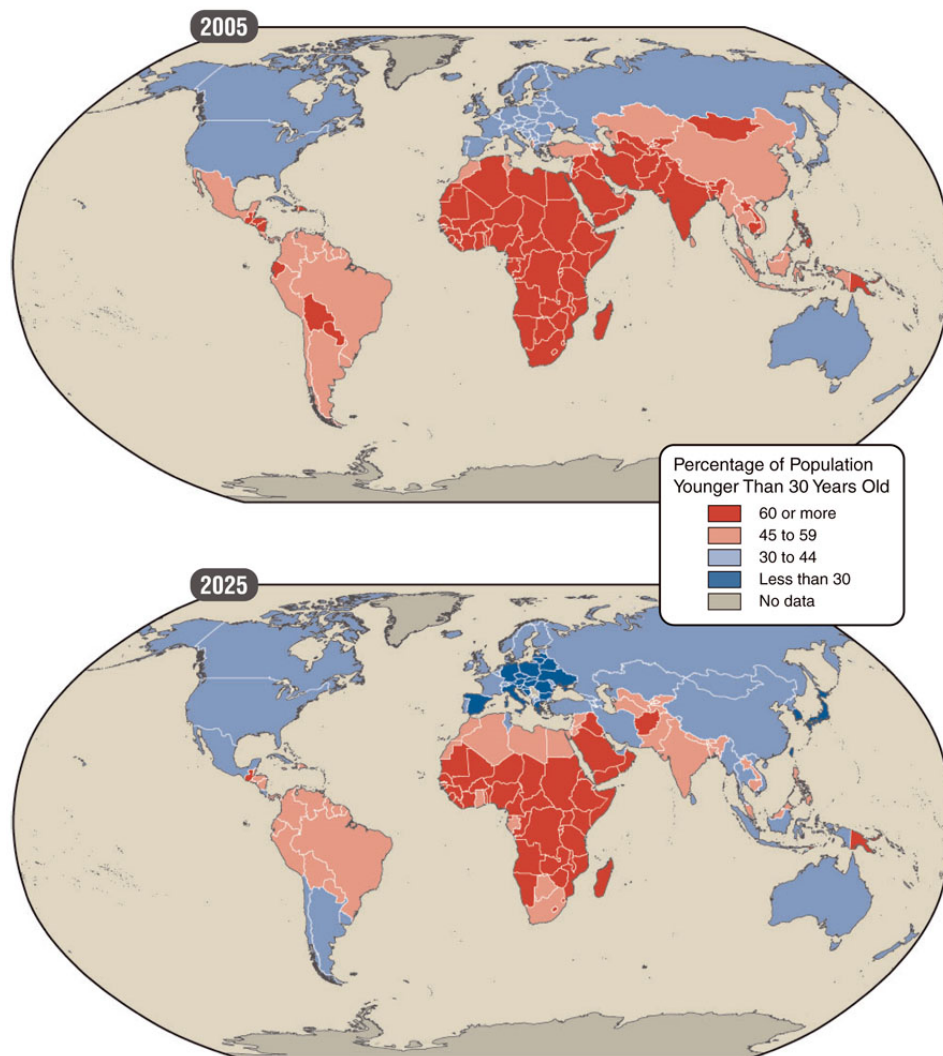 2005
Percentage of Population
Younger Than 30 Years Old
60 or more
45 to 59
30 to 44
Less than 30
No data
2025